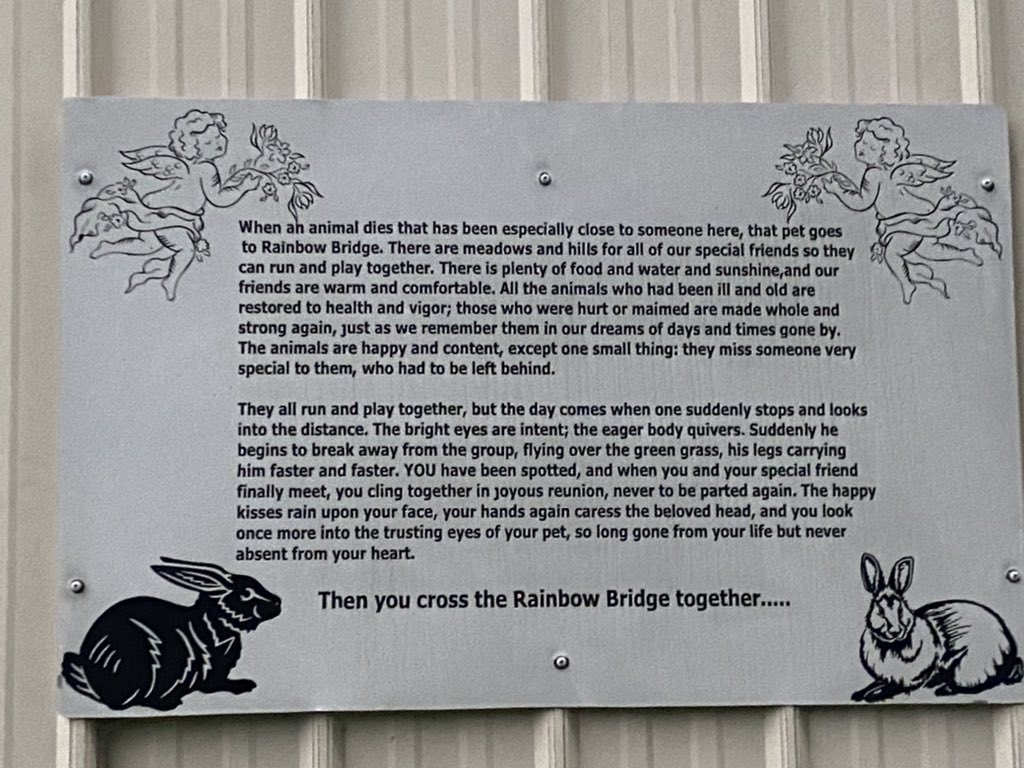 When an animal dies that has been especially close to someone here, that pet goes
to Rainbow Bridge. There are meadows and hills for all of our special friends so they
can run and play together. There is plenty of food and water and sunshine,and our
friends are warm and comfortable. All the animals who had been ill and old are
restored to health and vigor; those who were hurt or maimed are made whole and
strong again, just as we remember them in our dreams of days and times gone by.
The animals are happy and content, except one small thing: they miss someone very
special to them, who had to be left behind.
They all run and play together, but the day comes when one suddenly stops and looks
into the distance. The bright eyes are intent; the eager body quivers. Suddenly he
begins to break away from the group, flying over the green grass, his legs carrying
him faster and faster. YOU have been spotted, and when you and your special friend
finally meet, you cling together in joyous reunion, never to be parted again. The happy
kisses rain upon your face, your hands again caress the beloved head, and you look
once more into the trusting eyes of your pet, so long gone from your life but never
absent from your heart.
Then you cross the Rainbow Bridge together.....